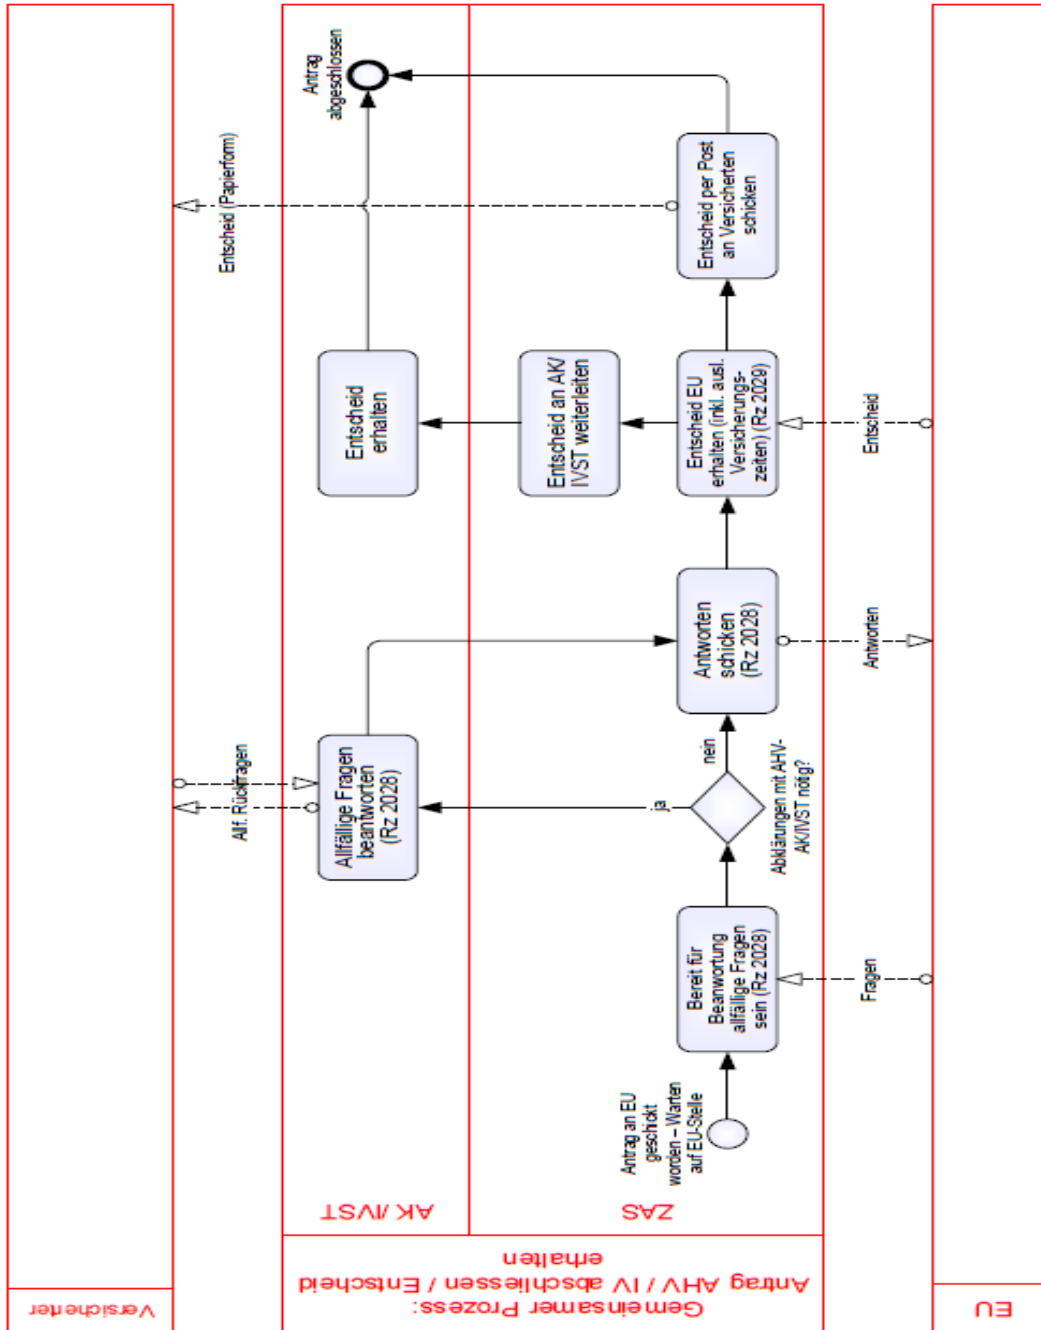 Versicherter
Gemeinsamer Prozess:
Antrag AHV / IV abschliessen / Entscheid
erhalten
AK / IVST
ZAS
EU
Antrag an EU
geschickt
worden – Warten
auf EU-Stelle
Bereit für
Beanwortung
allfällige Fragen
sein (Rz 2028)
Fragen
Abklärungen mit AHV-
AK/IVST nötig?
ja
nein
Allfällige Fragen
beantworten
(Rz 2028)
Allf. Rückfragen
Antworten
schicken
(Rz 2028)
Antworten
Entscheid EU
erhalten (inkl. ausl.
Versicherungs-
zeiten) (Rz 2029)
Entscheid
Entscheid an AK/
IVST weiterleiten
Entscheid
erhalten
Entscheid per Post
an Versicherten
schicken
Entscheid (Papierform)
Antrag
abgeschlossen